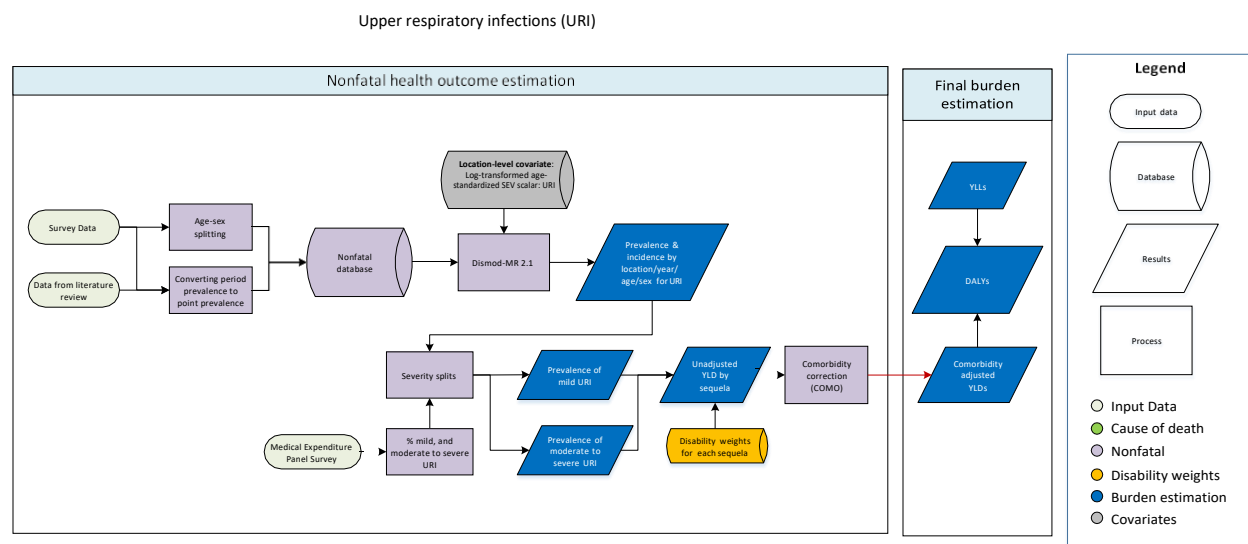 Upper respiratory infections (URI)
Nonfatal health outcome estimation
Final burden
estimation
Legend
Input data
Database
Results
Process
Input Data
Cause of death
Nonfatal
Disability weights
Burden estimation
Covariates
Location-level covariate:
Log-transformed age-
standardized SEV scalar: URI
Survey Data
Age-sex
splitting
Data from literature
review
Converting period
prevalence to
point prevalence
Nonfatal
database
Dismod-MR 2.1
Prevalence &
incidence by
location/year/
age/sex for URI
Severity splits
Prevalence of
mild URI
Prevalence of
moderate to
severe URI
Medical Expenditure
Panel Survey
% mild, and
moderate to severe
URI
Unadjusted
YLD by
sequela
Disability weights
for each sequela
Comorbidity
correction
(COMO)
YLLs
DALYs
Comorbidity
adjusted
YLDs